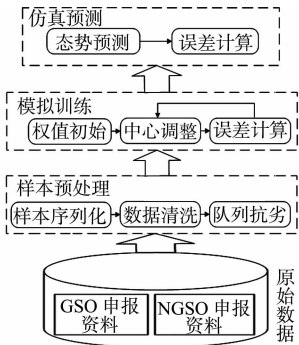 仿真预测
态势预测
误差计算
模拟训练
权值初始
中心调整
误差计算
样本预处理
样本序列化
数据清洗
队列抗劣
GSO 申报
资料
NGSO 申报
资料
原始数据